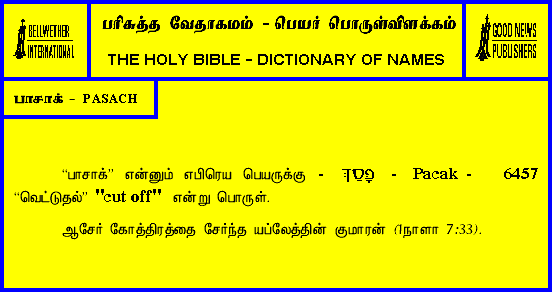 BELLWETHER
INTERNATIONAL
பரிசுத்த வேதாகமம் - பெயர் பொருள்விளக்கம்
THE HOLY BIBLE - DICTIONARY OF NAMES
GOOD NEWS
PUBLISHERS
பாசாக் - PASACH
“பாசாக்” என்னும் எபிரெய பெயருக்கு - פָּסַךְ - Pacak - 6457
“வெட்டுதல்” "cut off" என்று பொருள்.
ஆசேர் கோத்திரத்தை சேர்ந்த யப்லேத்தின் குமாரன் (1நாளா 7:33).